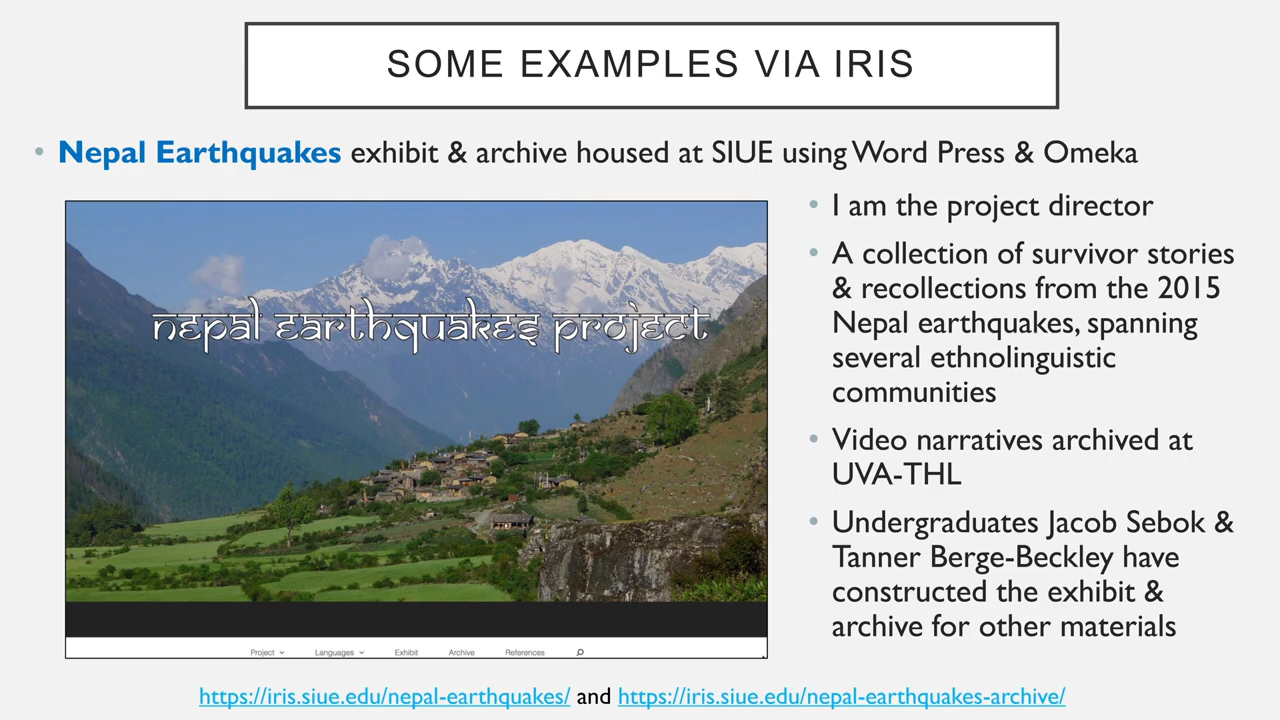 SOME EXAMPLES VIA IRIS
• Nepal Earthquakes exhibit & archive housed at SIUE using Word Press & Omeka
nepal earthquakes project
Project
Languages
Exhibit
Archive
References
• I am the project director
• A collection of survivor stories
& recollections from the 2015
Nepal earthquakes, spanning
several ethnolinguistic
communities
• Video narratives archived at
UVA-THL
• Undergraduates Jacob Sebok &
Tanner Berge-Beckley have
constructed the exhibit &
archive for other materials
https://iris.siue.edu/nepal-earthquakes/ and https://iris.siue.edu/nepal-earthquakes-archive/